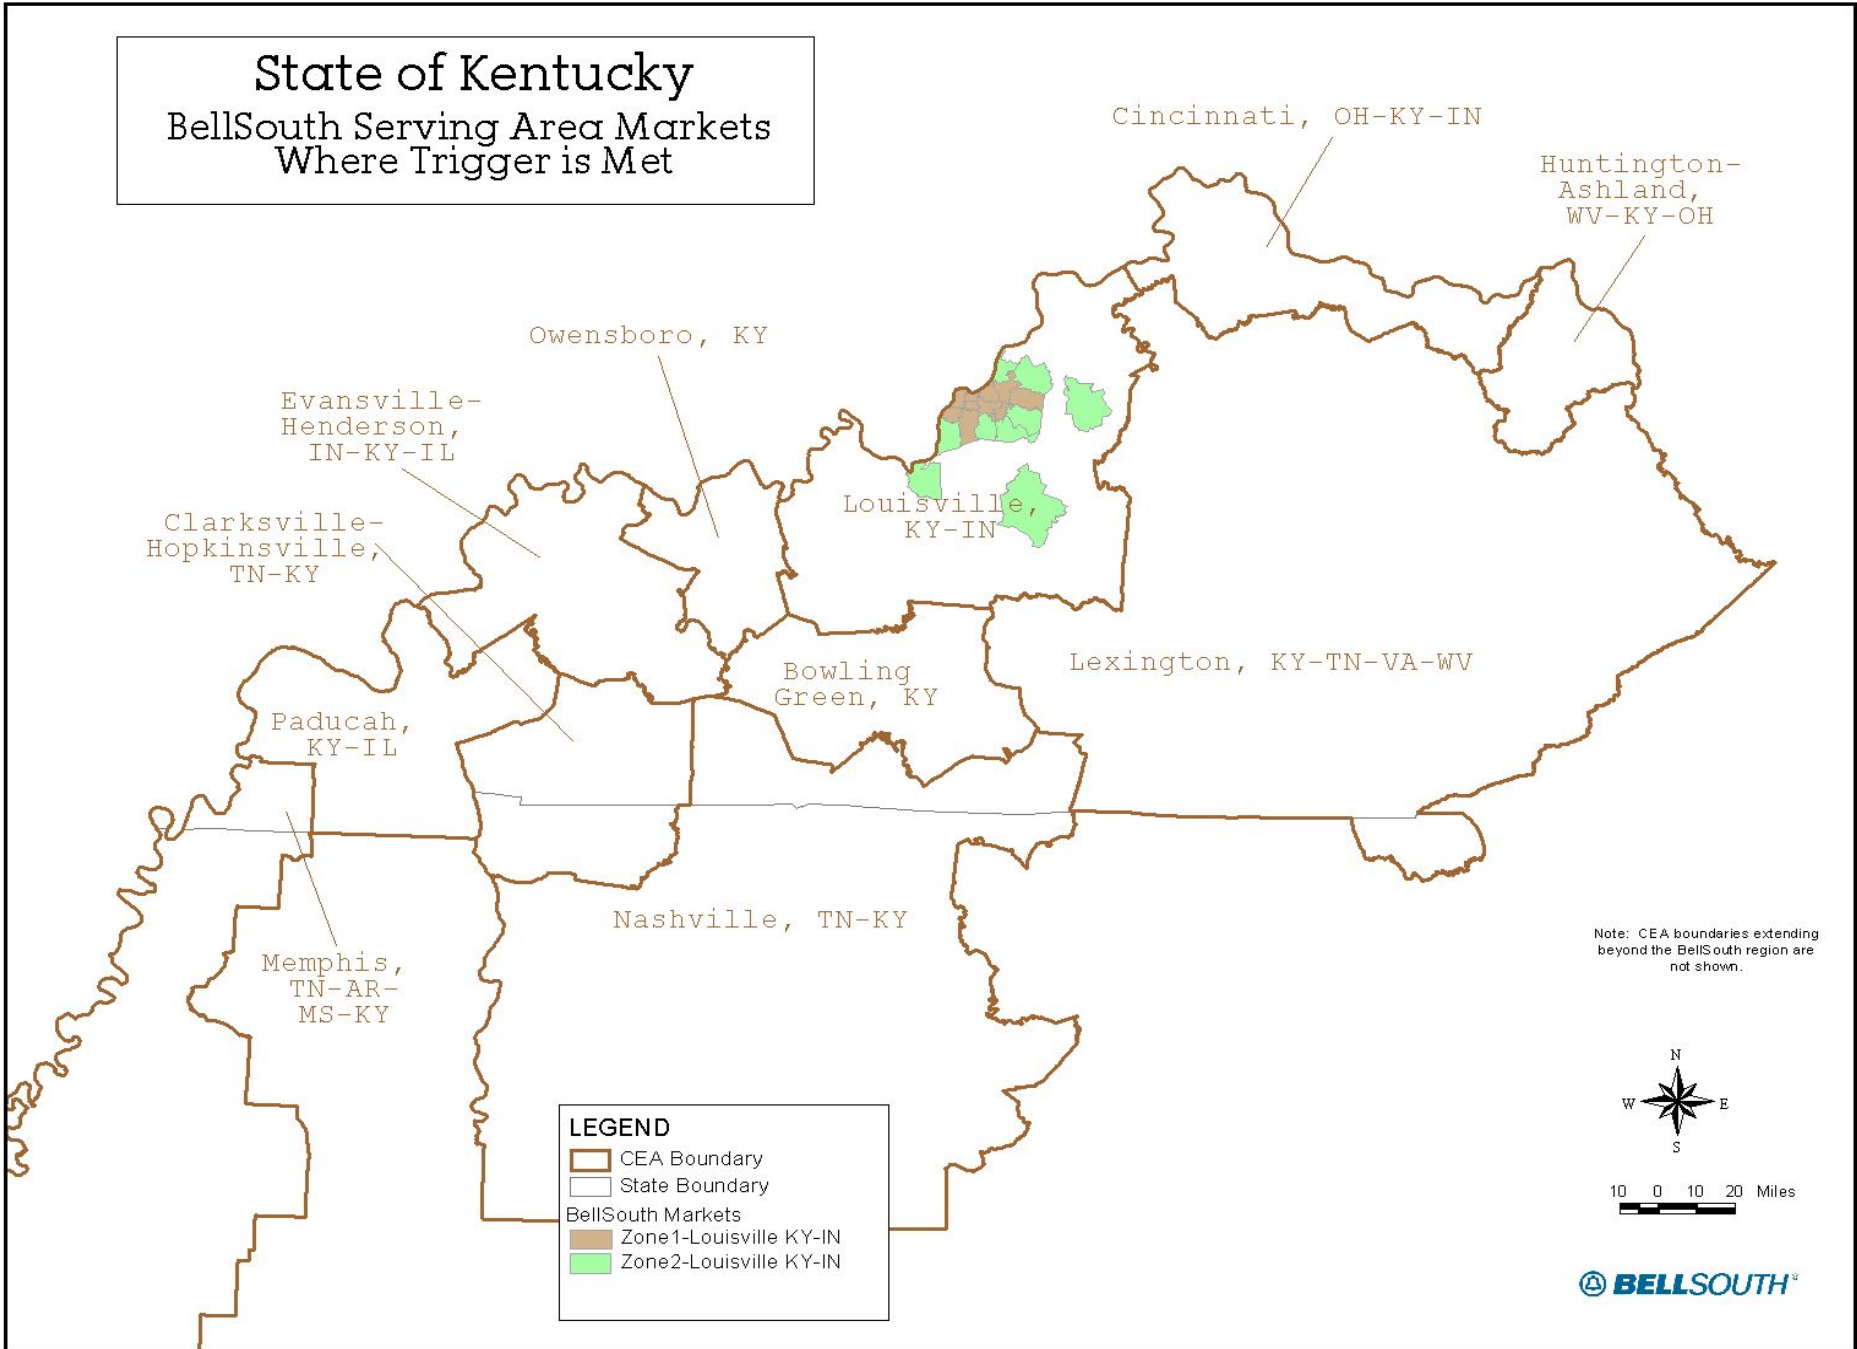 State of Kentucky
BellSouth Serving Area Markets
Where Trigger is Met
Cincinnati, OH-KY-IN
Huntington-
Ashland,
WV-KY-OH
Owensboro, KY
Evansville-
Henderson,
IN-KY-IL
Clarksville-
Hopkinsville,
TN-KY
Louisville,
KY-IN
Lexington, KY-TN-VA-WV
Bowling
Green, KY
Paducah,
KY-IL
Nashville, TN-KY
Memphis,
TN-AR-
MS-KY
Note: CEA boundaries extending
beyond the BellSouth region are
not shown.
N
W E
S
10 0 10 20 Miles
LEGEND
CEA Boundary
State Boundary
BellSouth Markets
Zone1-Louisville KY-IN
Zone2-Louisville KY-IN
BELLSOUTH®